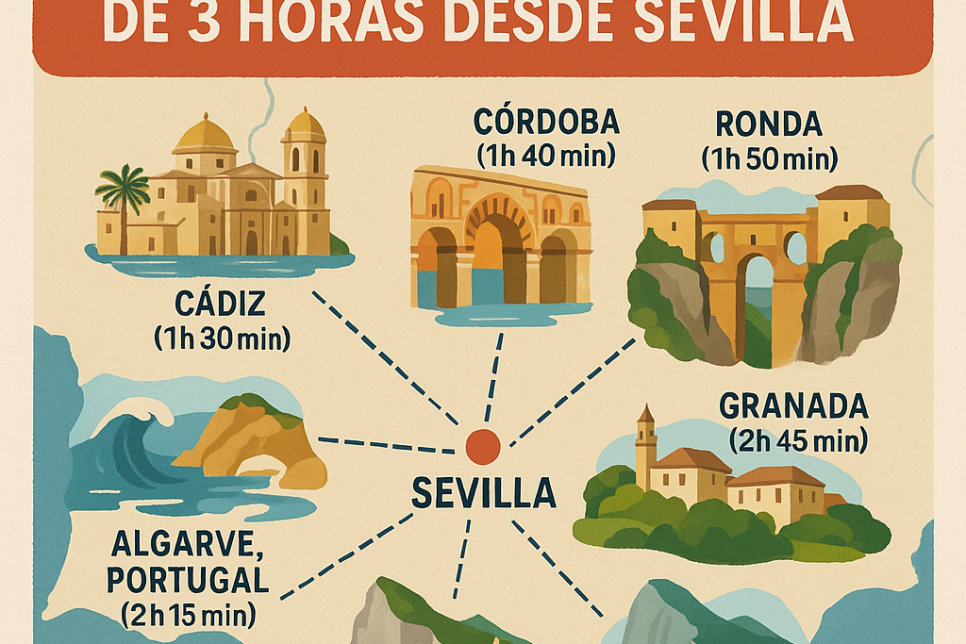 DE 3 HORAS DESDE SEVILLA
CÓRDOBA
(1h 40 min)
RONDA
(1h 50 min)
CÁDIZ
(1h 30 min)
GRANADA
(2h 45 min)
SEVILLA
ALGARVE,
PORTUGAL
(2h 15 min)